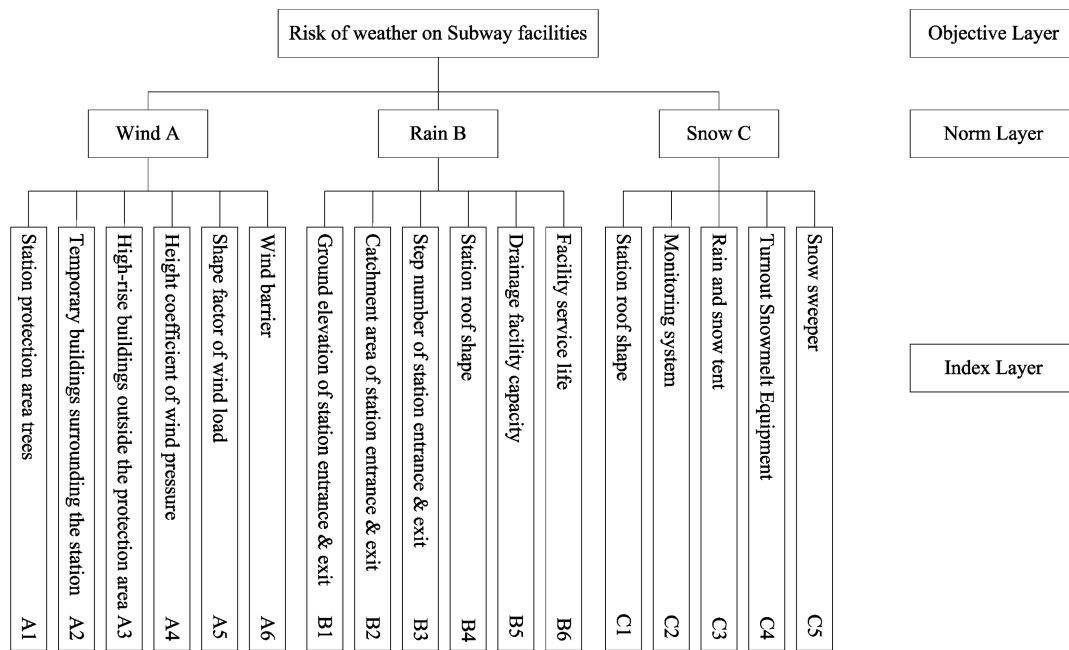 Risk of weather on Subway facilities
Objective Layer
Wind A
Rain B
Snow C
Norm Layer
Station protection area trees A1
Temporary buildings surrounding the station A2
High-rise buildings outside the protection area A3
Height coefficient of wind pressure A4
Shape factor of wind load A5
Wind barrier A6
Ground elevation of station entrance & exit B1
Catchment area of station entrance & exit B2
Step number of station entrance & exit B3
Station roof shape B4
Drainage facility capacity B5
Facility service life B6
Station roof shape C1
Monitoring system C2
Rain and snow tent C3
Turnout Snowmelt Equipment C4
Snow sweeper C5
Index Layer